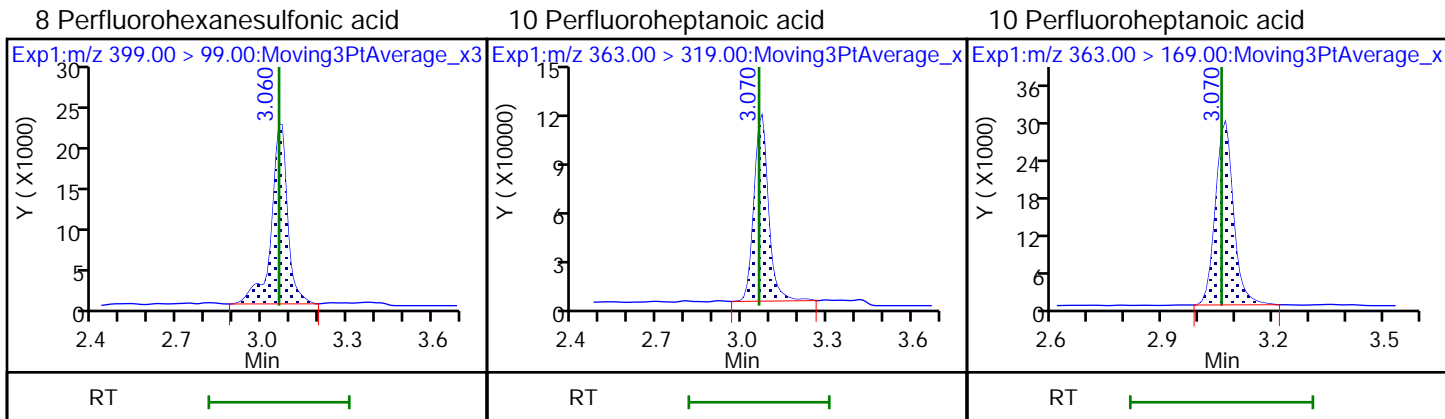 8 Perfluorohexanesulfonic acid
Exp1:m/z 399.00 > 99.00:Moving3PtAverage_x3
Y ( X1000)
30
25
20
15
10
5
0
3.060
2.4 2.7 3.0 3.3 3.6
Min
RT
10 Perfluoroheptanoic acid
Exp1:m/z 363.00 > 319.00:Moving3PtAverage_x
Y ( X10000)
15
12
9
6
3
0
3.070
2.4 2.7 3.0 3.3 3.6
Min
RT
10 Perfluoroheptanoic acid
Exp1:m/z 363.00 > 169.00:Moving3PtAverage_x
Y ( X1000)
36
30
24
18
12
6
0
3.070
2.6 2.9 3.2 3.5
Min
RT